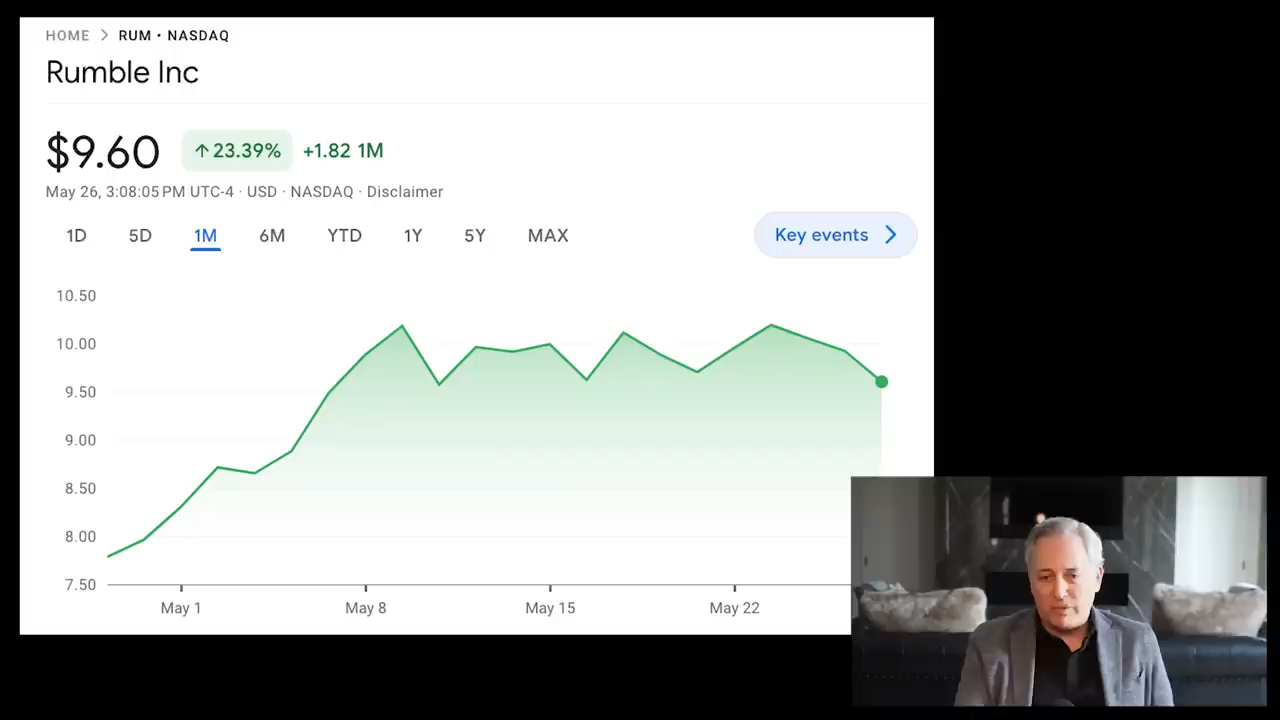 HOME > RUM • NASDAQ
Rumble Inc
$9.60 ↑ 23.39% +1.82 1M
May 26, 3:08:05 PM UTC-4 · USD · NASDAQ · Disclaimer
1D 5D 1M 6M YTD 1Y 5Y MAX Key events >
10.50
10.00
9.50
9.00
8.50
8.00
7.50
May 1 May 8 May 15 May 22